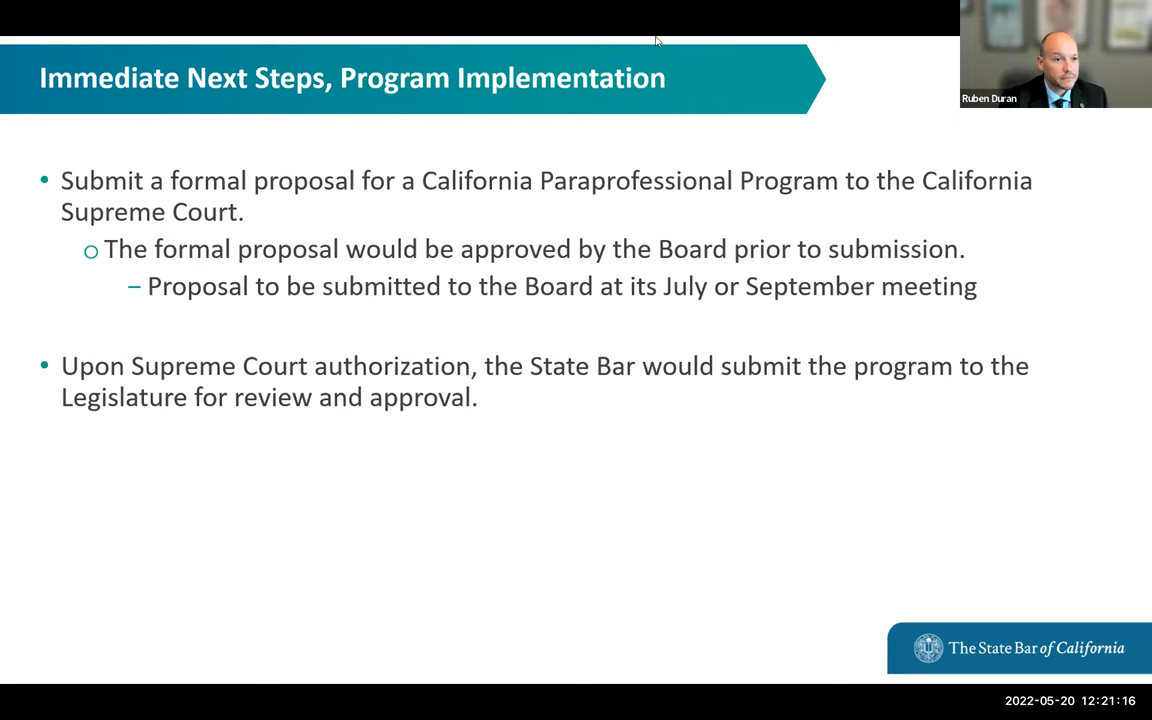 Immediate Next Steps, Program Implementation
Ruben Duran
• Submit a formal proposal for a California Paraprofessional Program to the California
Supreme Court.
o The formal proposal would be approved by the Board prior to submission.
– Proposal to be submitted to the Board at its July or September meeting
• Upon Supreme Court authorization, the State Bar would submit the program to the
Legislature for review and approval.
The State Bar of California
2022-05-20 12:21:16